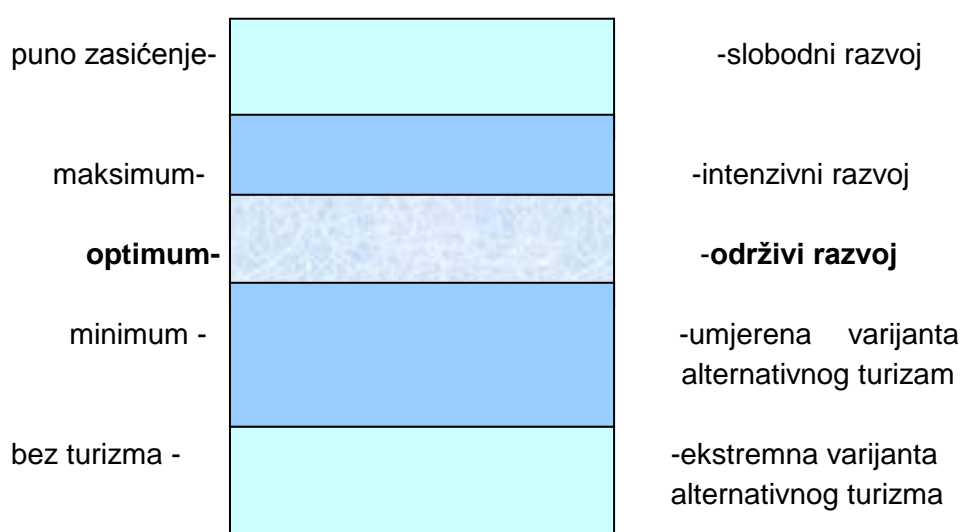 puno zasićenje- -slobodni razvoj
maksimum- -intenzivni razvoj
optimum- -održivi razvoj
minimum - -umjerena varijanta
alternativnog turizam
bez turizma - -ekstremna varijanta
alternativnog turizma